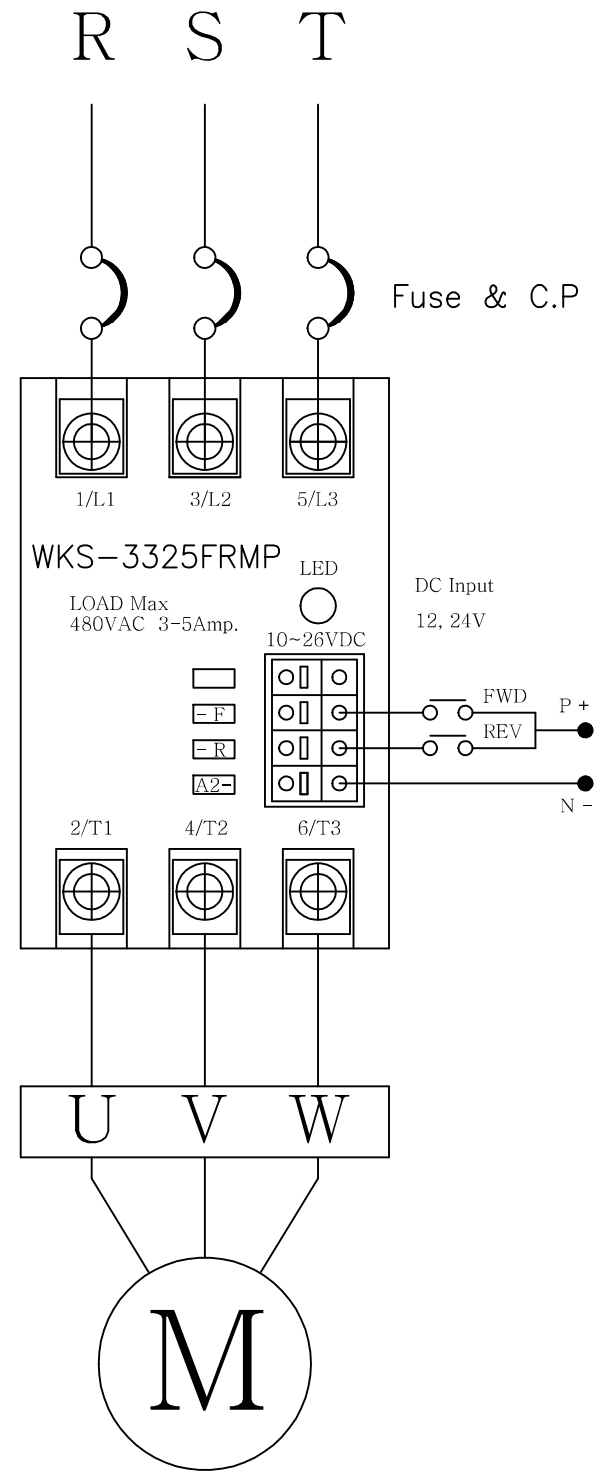 R S T
Fuse & C.P
1/L1 3/L2 5/L3
WKS-3325FRMP
LED
DC Input
LOAD Max
12, 24V
480VAC 3-5Amp.
10~26VDC
FWD
P +
- F
REV
- R
A2-
N -
2/T1 4/T2 6/T3
U V W
M